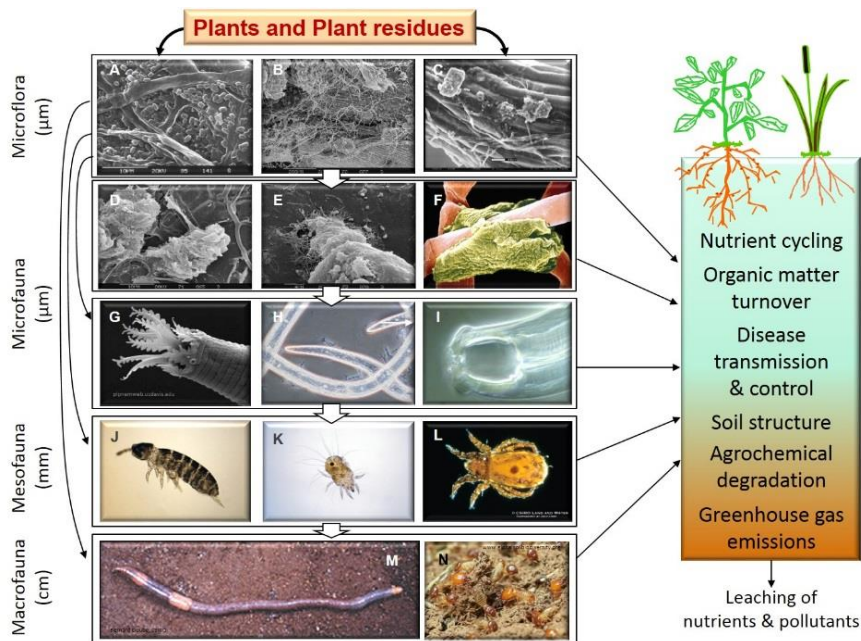 Plants and Plant residues
Microflora
(µm)
A
B
C
D
E
F
Microfauna
(µm)
G
H
I
Mesofauna
(mm)
J
K
L
Macrofauna
(cm)
M
N
Nutrient cycling
Organic matter
turnover
Disease
transmission
& control
Soil structure
Agrochemical
degradation
Greenhouse gas
emissions
Leaching of
nutrients & pollutants